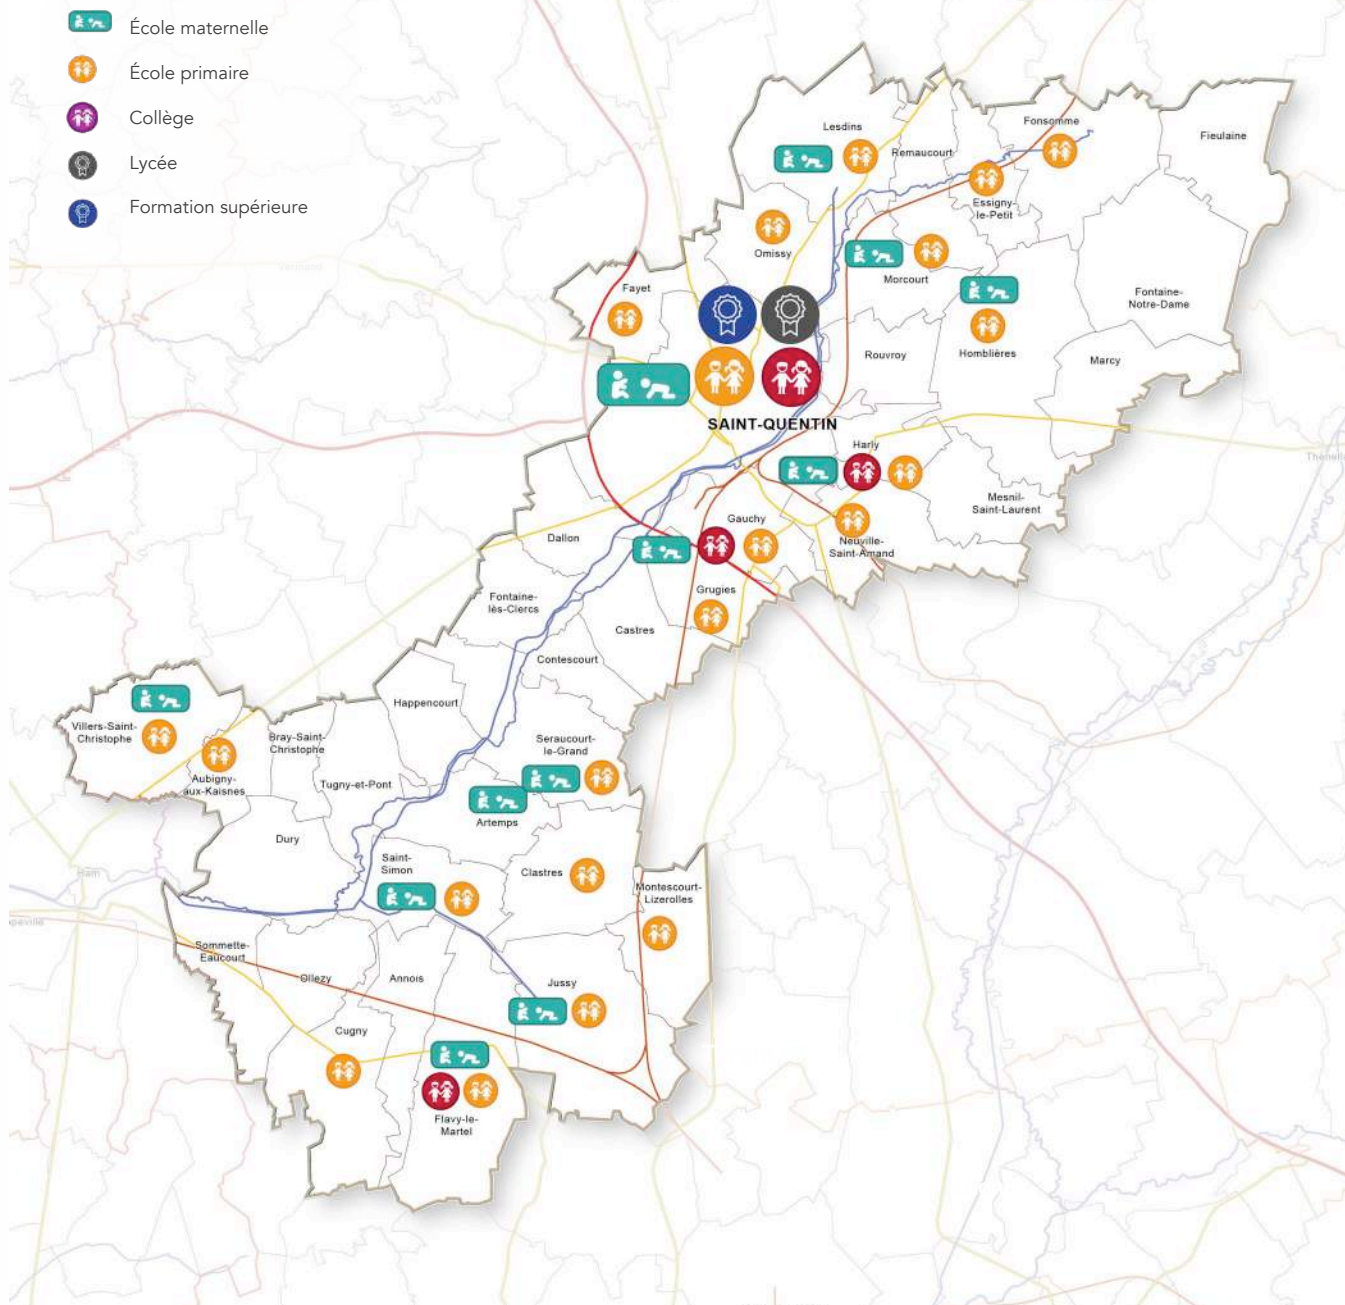 École maternelle
École primaire
Collège
Lycée
Formation supérieure
Lesdins
Remaucourt
Fonsomme
Fieulaine
Essigny-
le-Petit
Omissy
Morcourt
Vermand
Fayet
Fontaine-
Notre-Dame
Homblières
Rouvroy
Marcy
SAINT-QUENTIN
Harly
Mesnil-
Saint-Laurent
Gauchy
Neuville-
Saint-Amand
Dallon
Grugies
Fontaine-
lès-Clercs
Castres
Contescourt
Happencourt
Villers-Saint-
Christophe
Bray-Saint-
Christophe
Seraucourt-
le-Grand
Aubigny-
aux-Kaisnes
Tugny-et-Pont
Artemps
Dury
Saint-
Simon
Clastres
Ham
Montescourt-
Lizerolles
Sommette-
Eaucourt
Ollezy
Annois
Jussy
Cugny
Flavy-le-
Martel